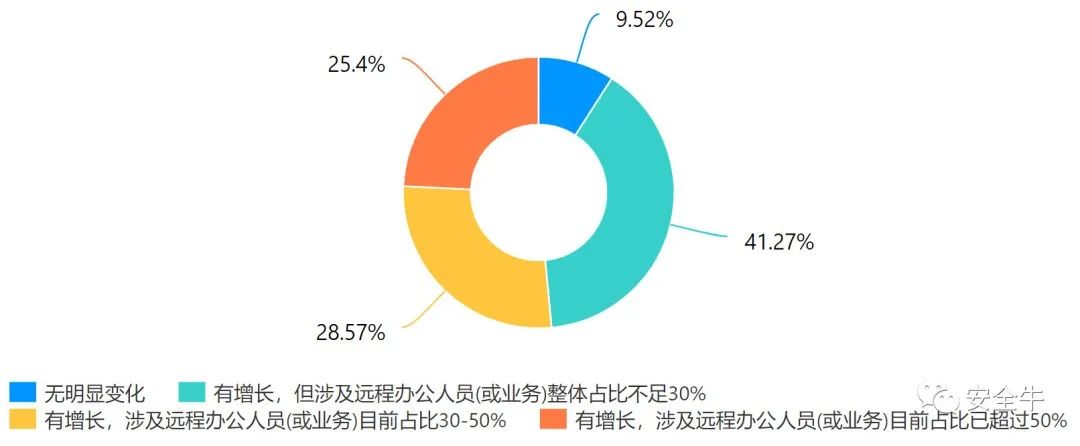 9.52%
25.4%
41.27%
28.57%
无明显变化 有增长，但涉及远程办公人员(或业务)整体占比不足30%
有增长，涉及远程办公人员(或业务)目前占比30-50% 有增长，涉及远程办公人员(或业务)目前占比已超过50%
安全牛